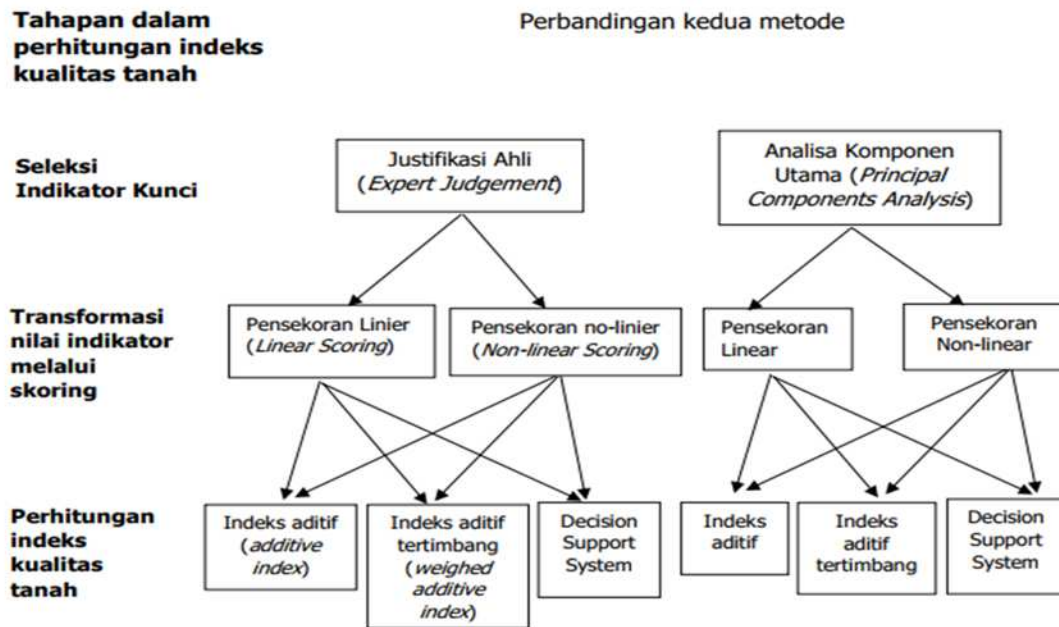 Tahapan dalam
perhitungan indeks
kualitas tanah
Perbandingan kedua metode
Seleksi
Indikator Kunci
Justifikasi Ahli
(Expert Judgement)
Analisa Komponen
Utama (Principal
Components Analysis)
Transformasi
nilai indikator
melalui
skoring
Pensekoran Linier
(Linear Scoring)
Pensekoran no-linier
(Non-linear Scoring)
Pensekoran
Linear
Pensekoran
Non-linear
Perhitungan
indeks
kualitas
tanah
Indeks aditif
(additive
index)
Indeks aditif
tertimbang
(weighed
additive
index)
Decision
Support
System
Indeks
aditif
Indeks
aditif
tertimbang
Decision
Support
System